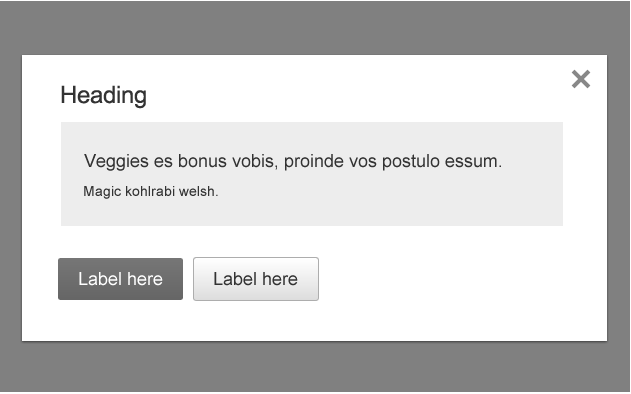 Heading
Veggies es bonus vobis, proinde vos postulo essum.
Magic kohlrabi welsh.
Label here
Label here